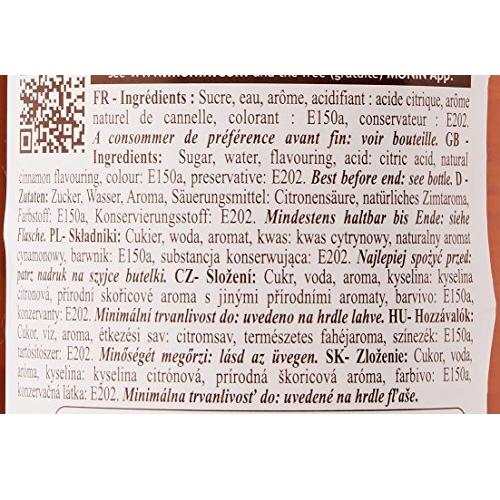 and the free (gratuite) MONIN App.
FR - Ingrédients : Sucre, eau, arôme, acidifiant : acide citrique, arôme
naturel de cannelle, colorant : E150a, conservateur : E202.
A consommer de préférence avant fin: voir bouteille. GB -
Ingredients: Sugar, water, flavouring, acid: citric acid, natural
cinnamon flavouring, colour: E150a, preservative: E202. Best before end: see bottle. D -
Zutaten: Zucker, Wasser, Aroma, Säuerungsmittel: Citronensäure, natürliches Zimtaroma,
Farbstoff: E150a, Konservierungsstoff: E202. Mindestens haltbar bis Ende: siehe
Flasche. PL- Składniki: Cukier, woda, aromat, kwas: kwas cytrynowy, naturalny aromat
cynamonowy, barwnik: E150a, substancja konserwująca: E202. Najlepiej spożyć przed:
patrz nadruk na szyjce butelki. CZ- Složení: Cukr, voda, aroma, kyselina: kyselina
citrónová, přírodní skořicové aroma s jinými přírodními aromaty, barvivo: E150a,
konzervanty: E202. Minimální trvanlivost do: uvedeno na hrdle lahve. HU- Hozzávalók:
Cukor, víz, aroma, étkezési sav: citromsav, természetes fahéjaroma, színezék: E150a,
tartósítószer: E202. Minőségét megőrzi: lásd az üvegen. SK- Zloženie: Cukor, voda,
aróma, kyselina: kyselina citrónová, prírodná škoricová aróma, farbivo: E150a,
konzervačná látka: E202. Minimálna trvanlivosť do: uvedené na hrdle fľaše.